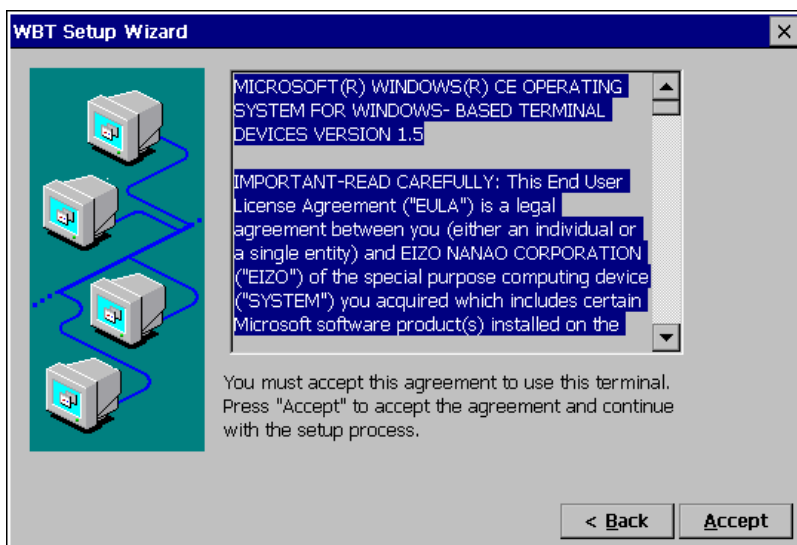 WBT Setup Wizard
MICROSOFT(R) WINDOWS(R) CE OPERATING
SYSTEM FOR WINDOWS- BASED TERMINAL
DEVICES VERSION 1.5
IMPORTANT-READ CAREFULLY: This End User
License Agreement ("EULA") is a legal
agreement between you (either an individual or
a single entity) and EIZO NANAO CORPORATION
("EIZO") of the special purpose computing device
("SYSTEM") you acquired which includes certain
Microsoft software product(s) installed on the
You must accept this agreement to use this terminal.
Press "Accept" to accept the agreement and continue
with the setup process.
< Back
Accept